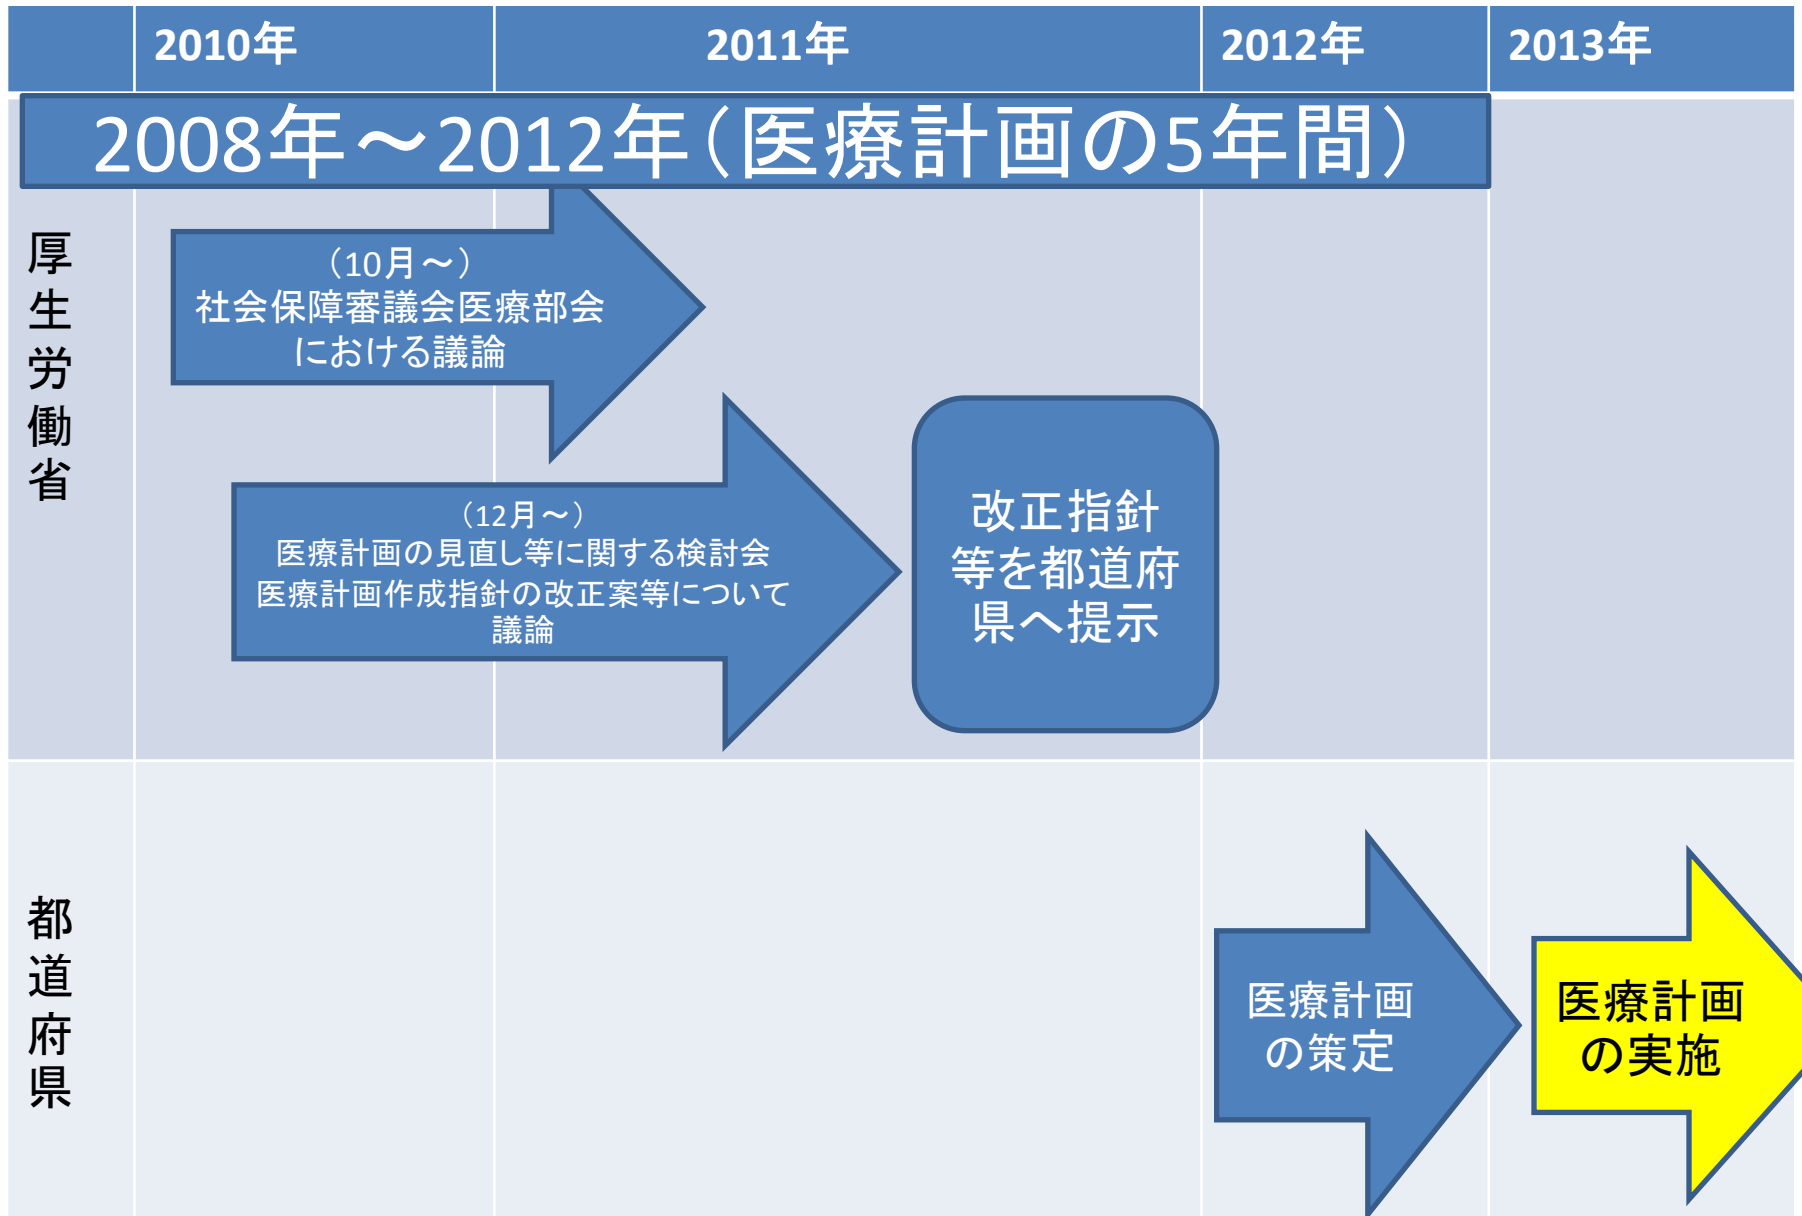 2010年
2011年
2012年
2013年
2008年～2012年（医療計画の5年間）
厚生労働省
（10月～）
社会保障審議会医療部会
における議論
（12月～）
医療計画の見直し等に関する検討会
医療計画作成指針の改正案等について
議論
改正指針
等を都道府
県へ提示
都道府県
医療計画
の策定
医療計画
の実施